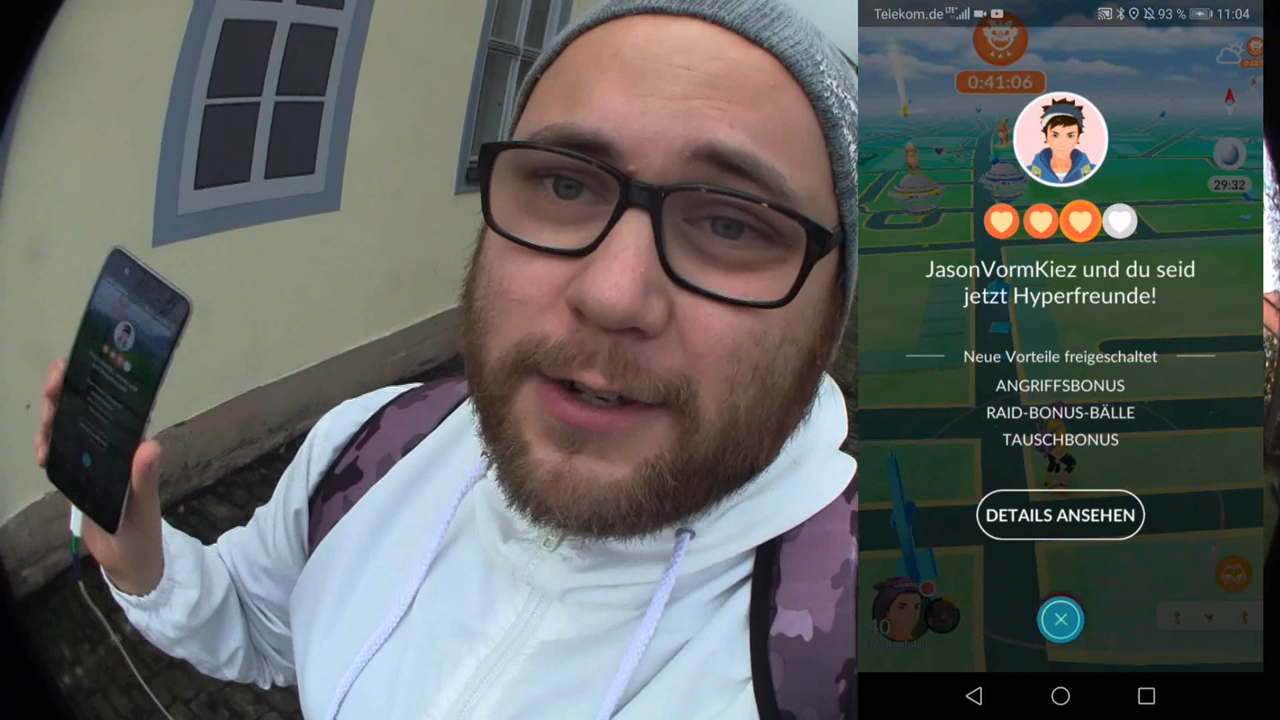 Telekom.de
93 %
11:04
0:41:06
29:32
JasonVormKiez und du seid
jetzt Hyperfreunde!
Neue Vorteile freigeschaltet
ANGRIFFSBONUS
RAID-BONUS-BÄLLE
TAUSCHBONUS
DETAILS ANSEHEN